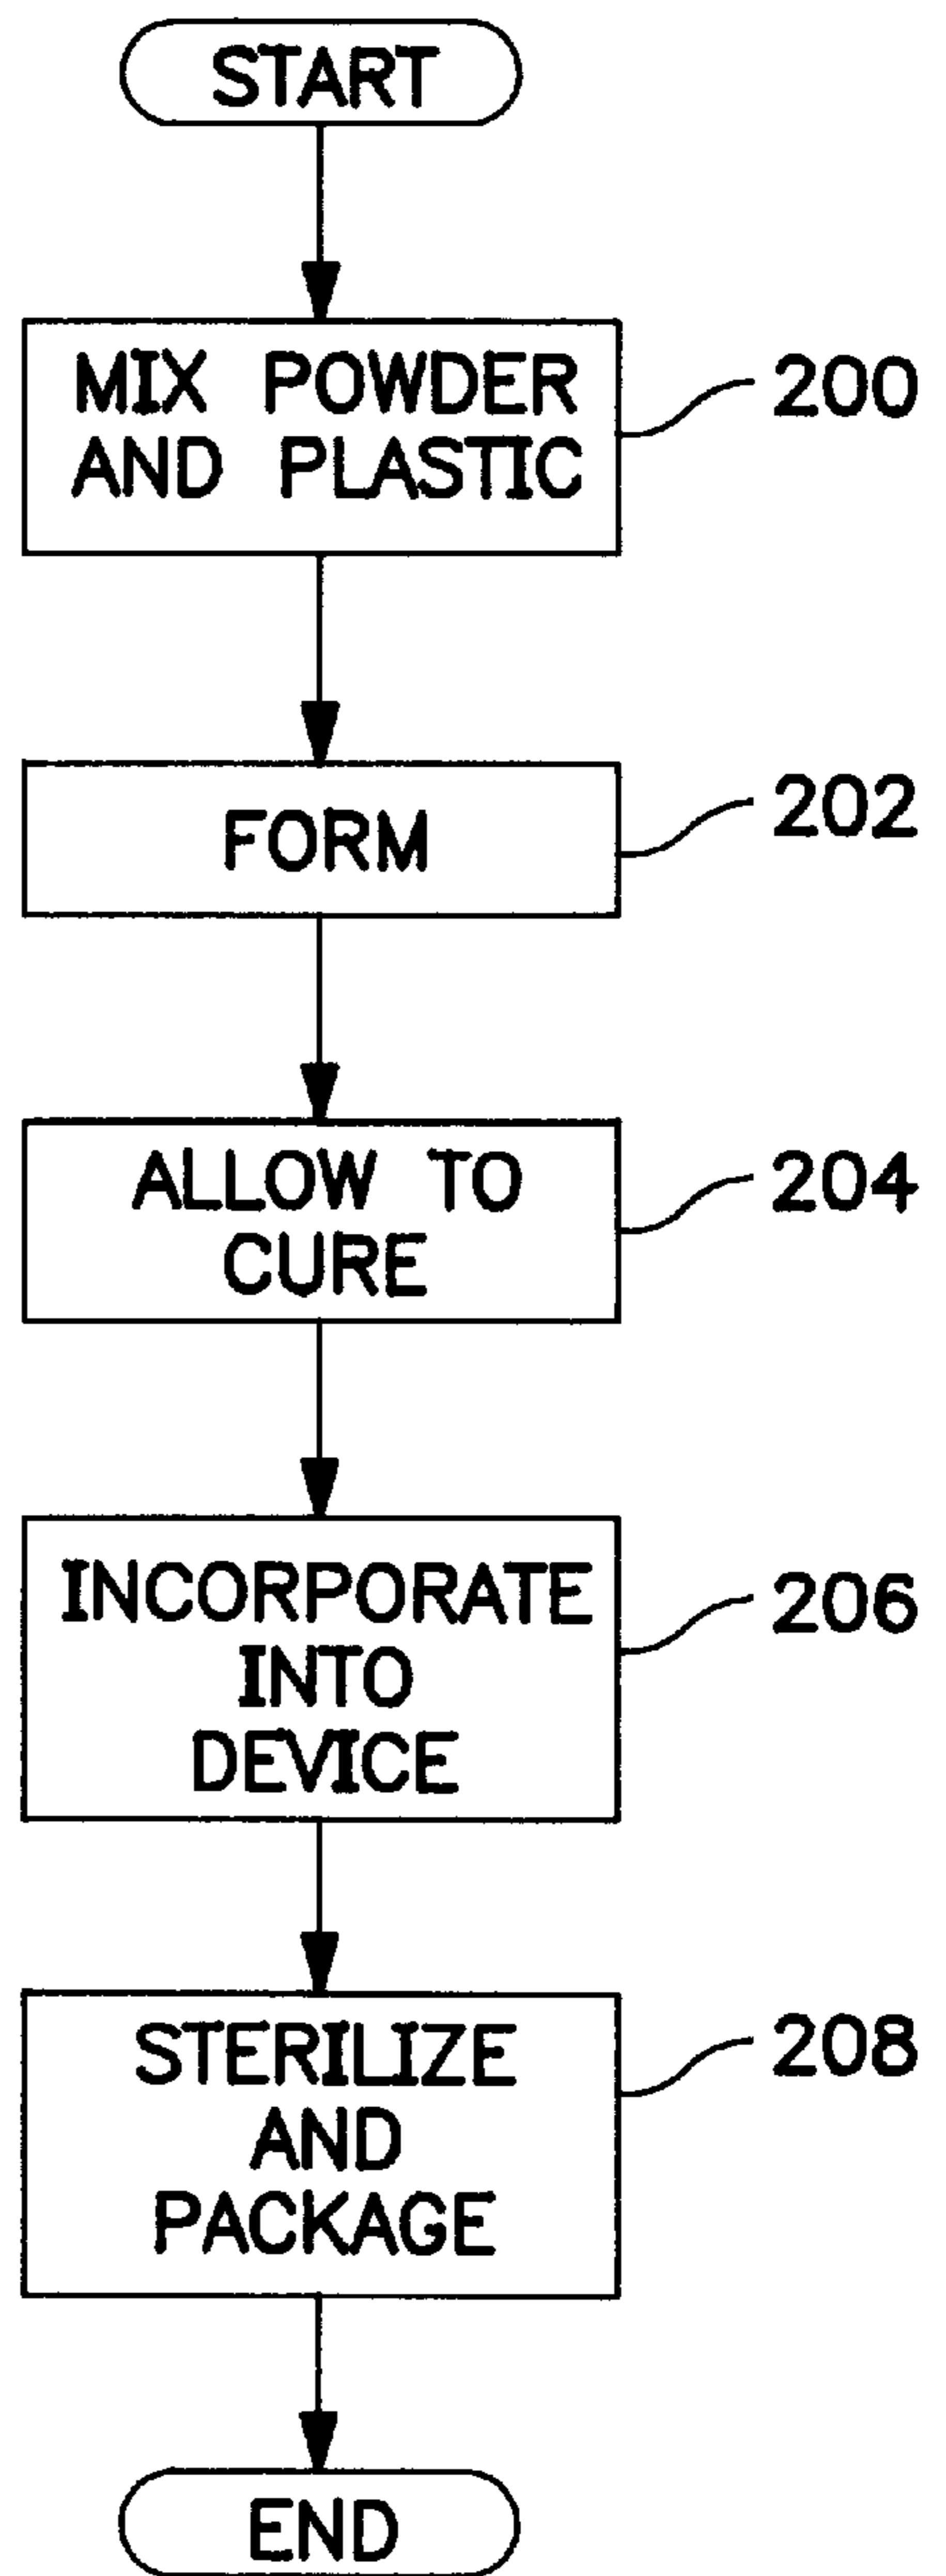 START
MIX POWDER
AND PLASTIC
200
FORM
202
ALLOW TO
CURE
204
INCORPORATE
INTO
DEVICE
206
STERILIZE
AND
PACKAGE
208
END